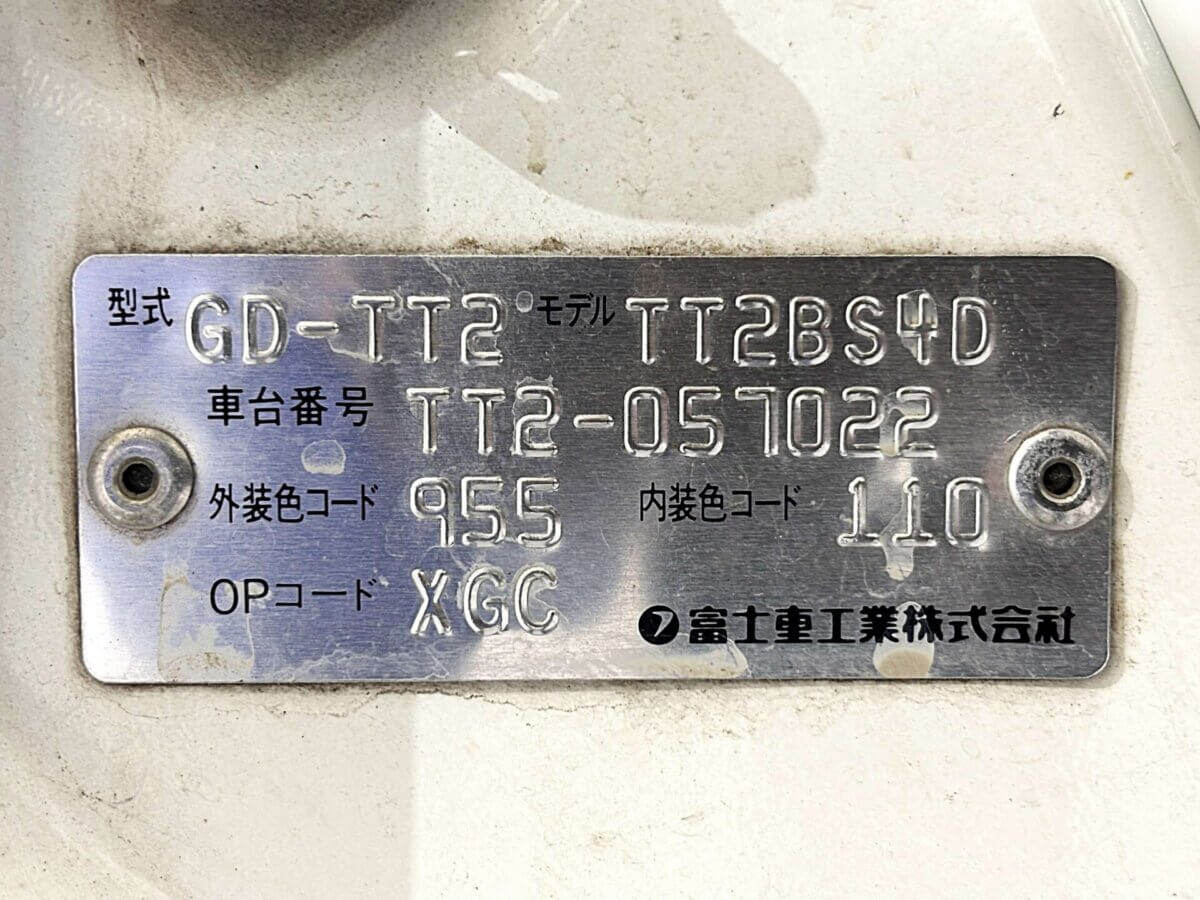 型式 GD-TT2 モデル TT2BS4D
車台番号 TT2-057022
外装色コード 955 内装色コード 110
OPコード XGC
富士重工業株式会社